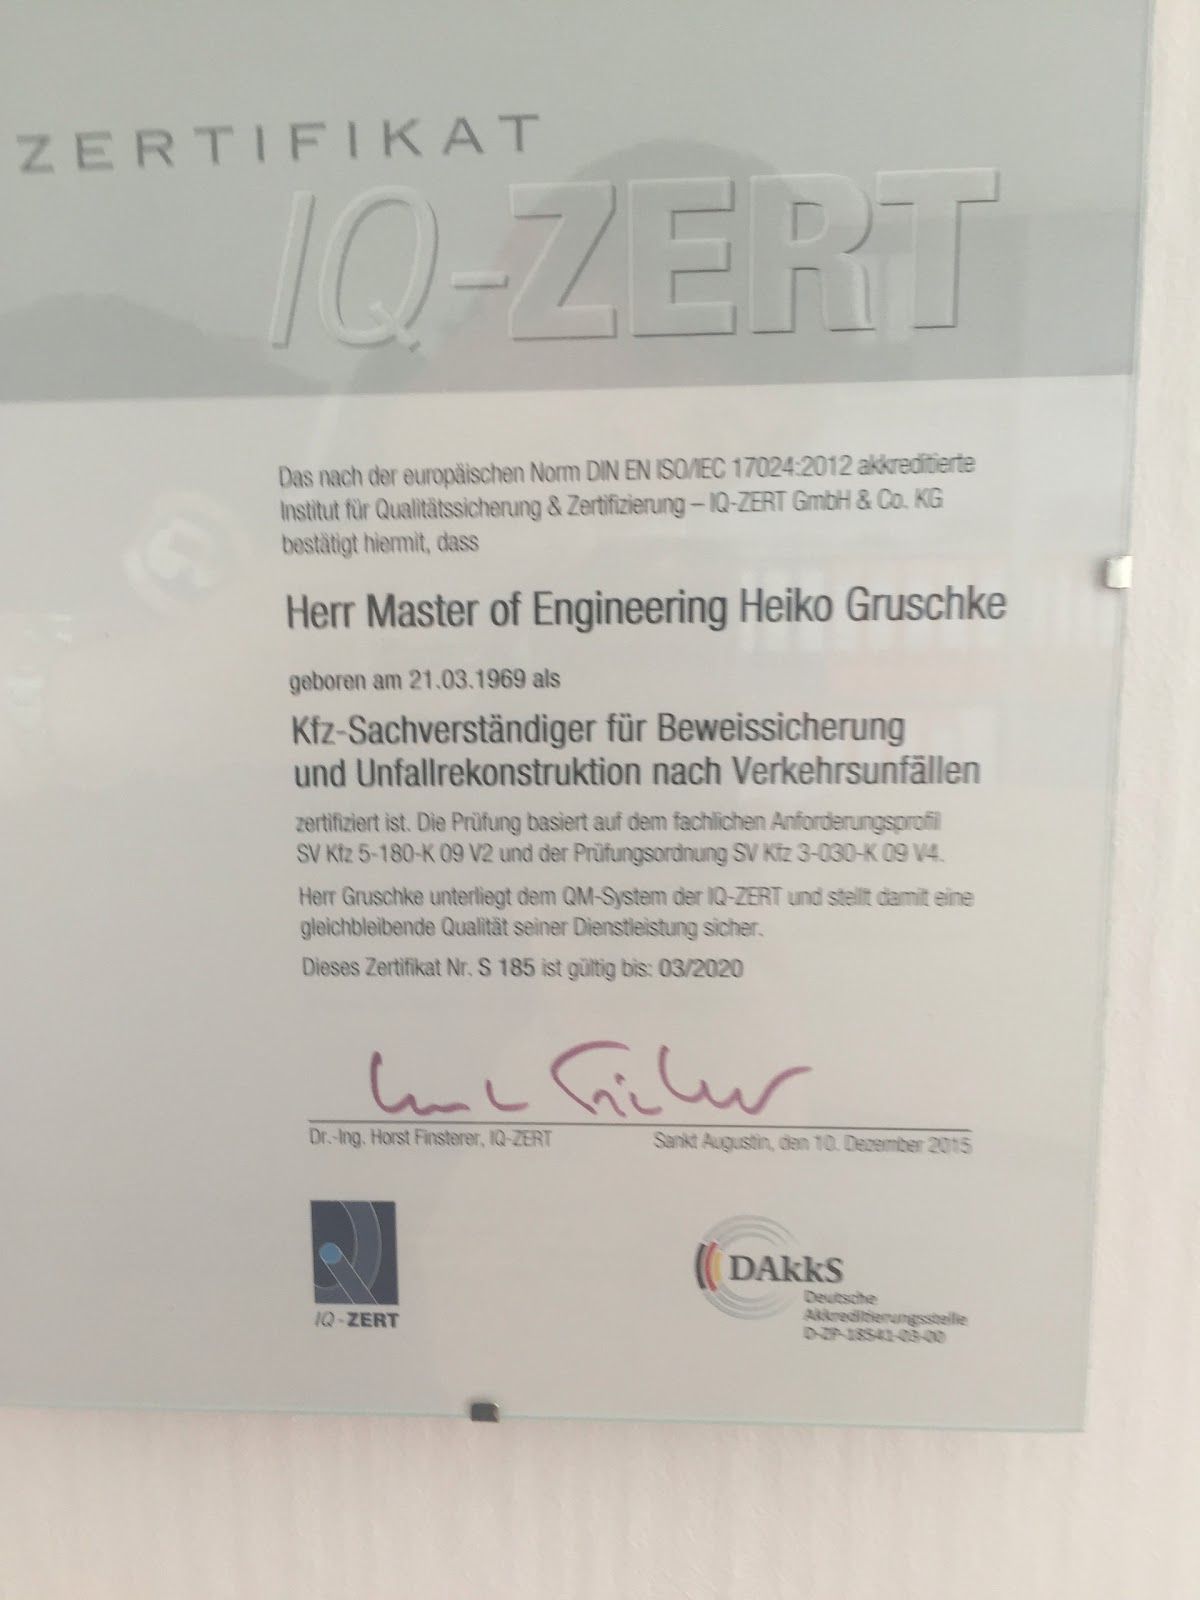 ZERTIFIKAT
IQ-ZERT
Das nach der europäischen Norm DIN EN ISO/IEC 17024:2012 akkreditierte
Institut für Qualitätssicherung & Zertifizierung – IQ-ZERT GmbH & Co. KG
bestätigt hiermit, dass
Herr Master of Engineering Heiko Gruschke
geboren am 21.03.1969 als
Kfz-Sachverständiger für Beweissicherung
und Unfallrekonstruktion nach Verkehrsunfällen
zertifiziert ist. Die Prüfung basiert auf dem fachlichen Anforderungsprofil
SV Kfz 5-180-K 09 V2 und der Prüfungsordnung SV Kfz 3-030-K 09 V4.
Herr Gruschke unterliegt dem QM-System der IQ-ZERT und stellt damit eine
gleichbleibende Qualität seiner Dienstleistung sicher.
Dieses Zertifikat Nr. S 185 ist gültig bis: 03/2020
Dr.-Ing. Horst Finsterer, IQ-ZERT Sankt Augustin, den 10. Dezember 2015
IQ-ZERT
DAkkS
Deutsche
Akkreditierungsstelle
D-ZP-18541-03-00